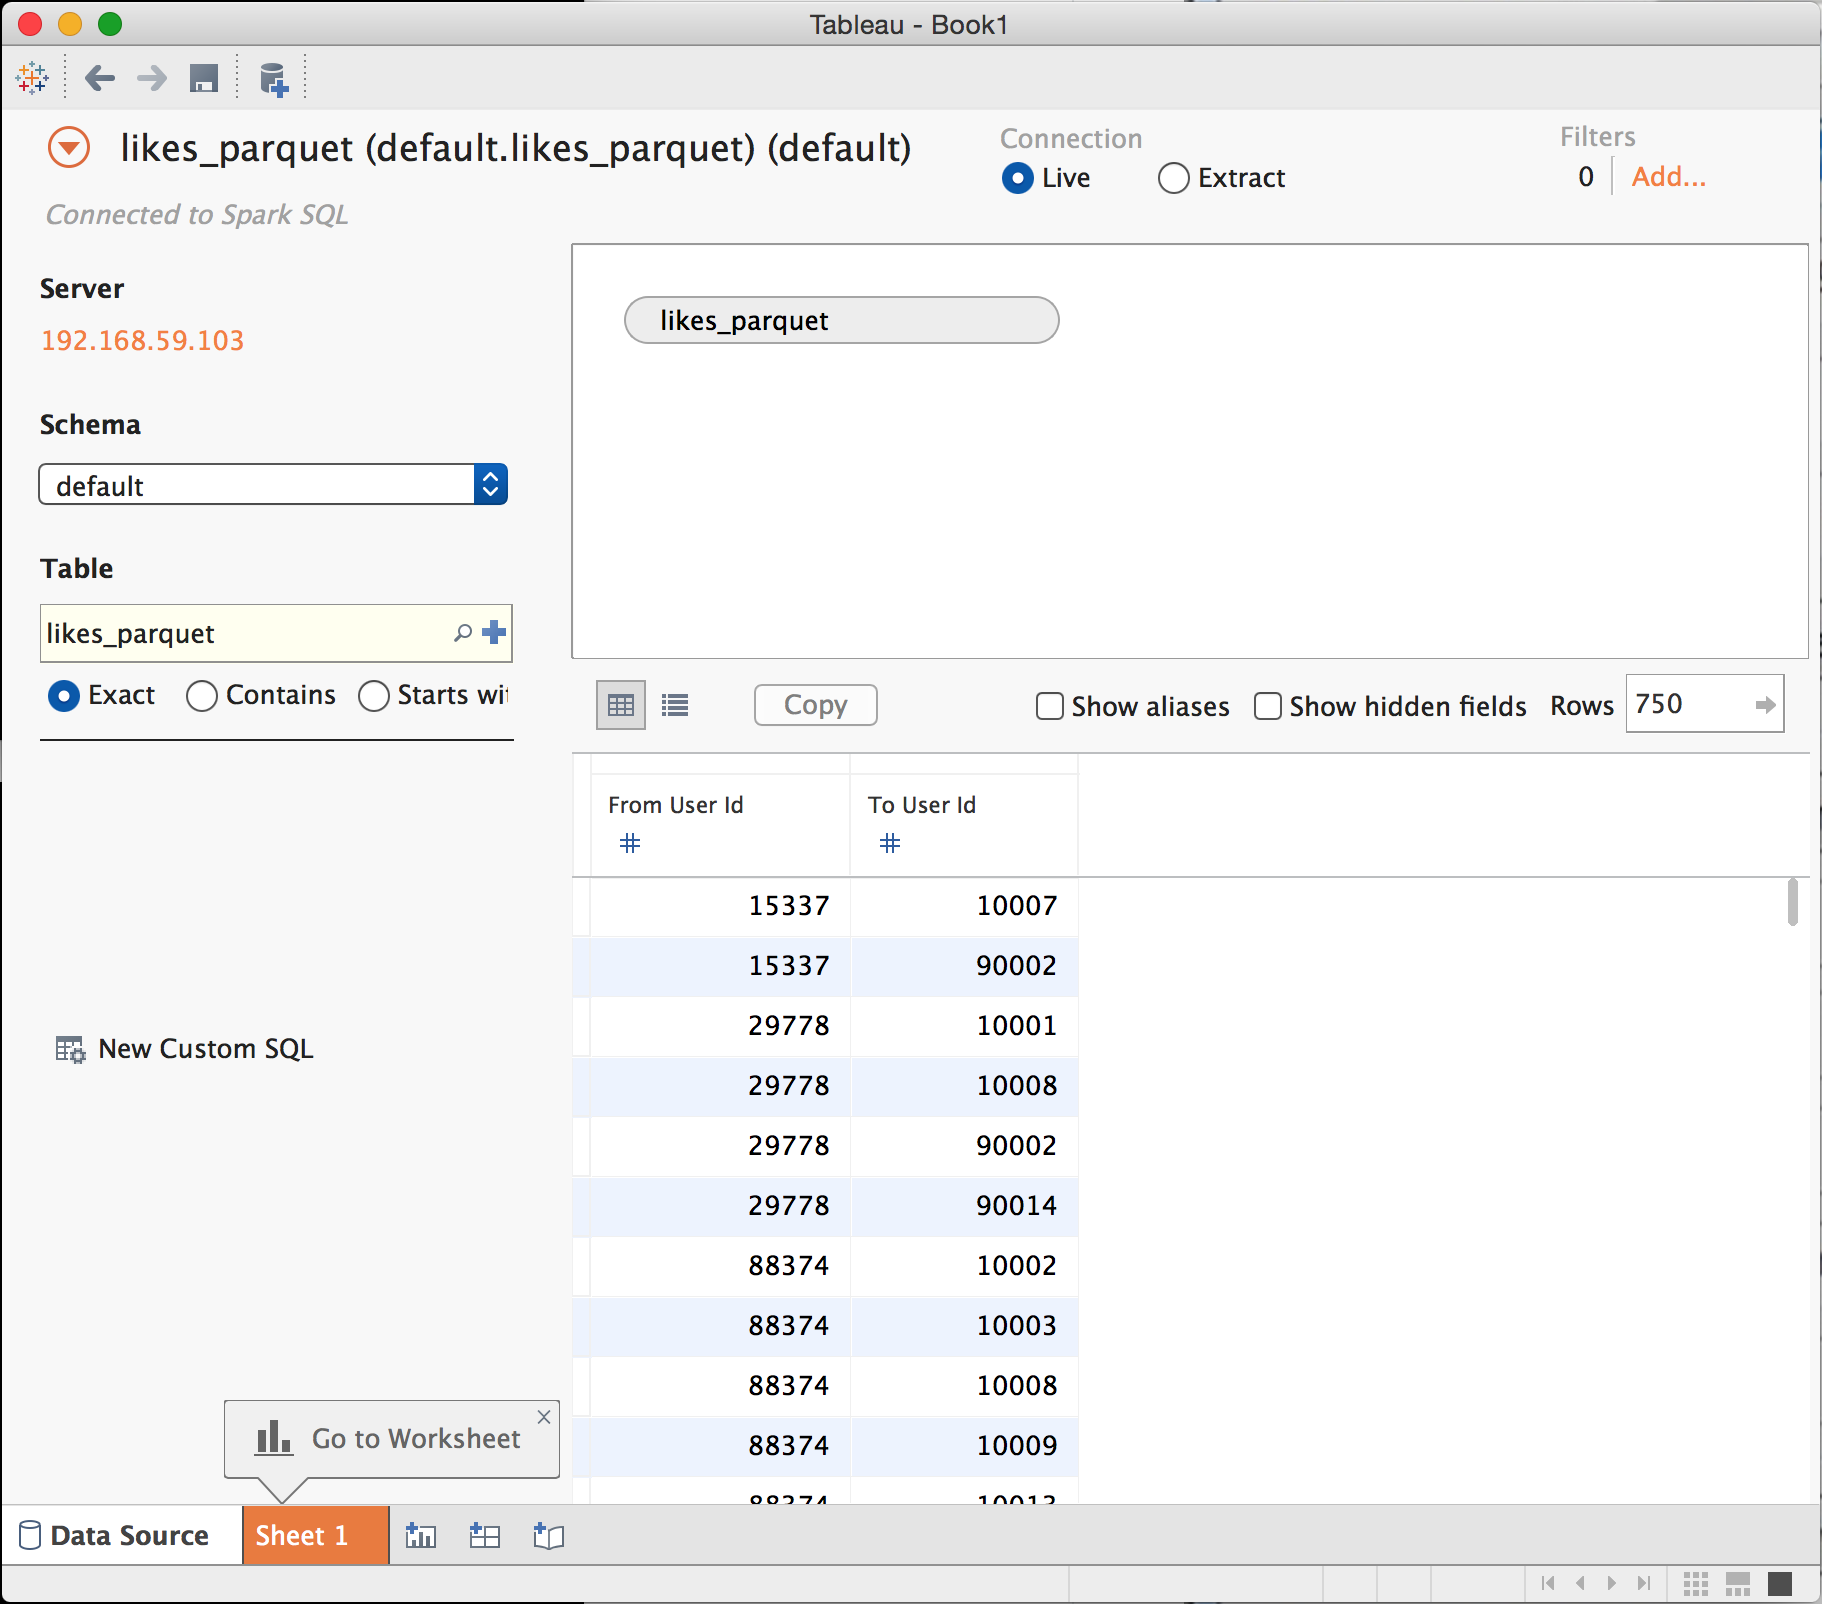 Tableau - Book1
likes_parquet (default.likes_parquet) (default)
Connection
Filters
Live
Extract
0
Add...
Connected to Spark SQL
Server
192.168.59.103
likes_parquet
Schema
default
Table
likes_parquet
Exact
Contains
Starts wi
Copy
Show aliases
Show hidden fields
Rows
750
From User Id
To User Id
15337 10007
15337 90002
29778 10001
29778 10008
29778 90002
29778 90014
88374 10002
88374 10003
88374 10008
88374 10009
88374 10013
New Custom SQL
Go to Worksheet
Data Source
Sheet 1